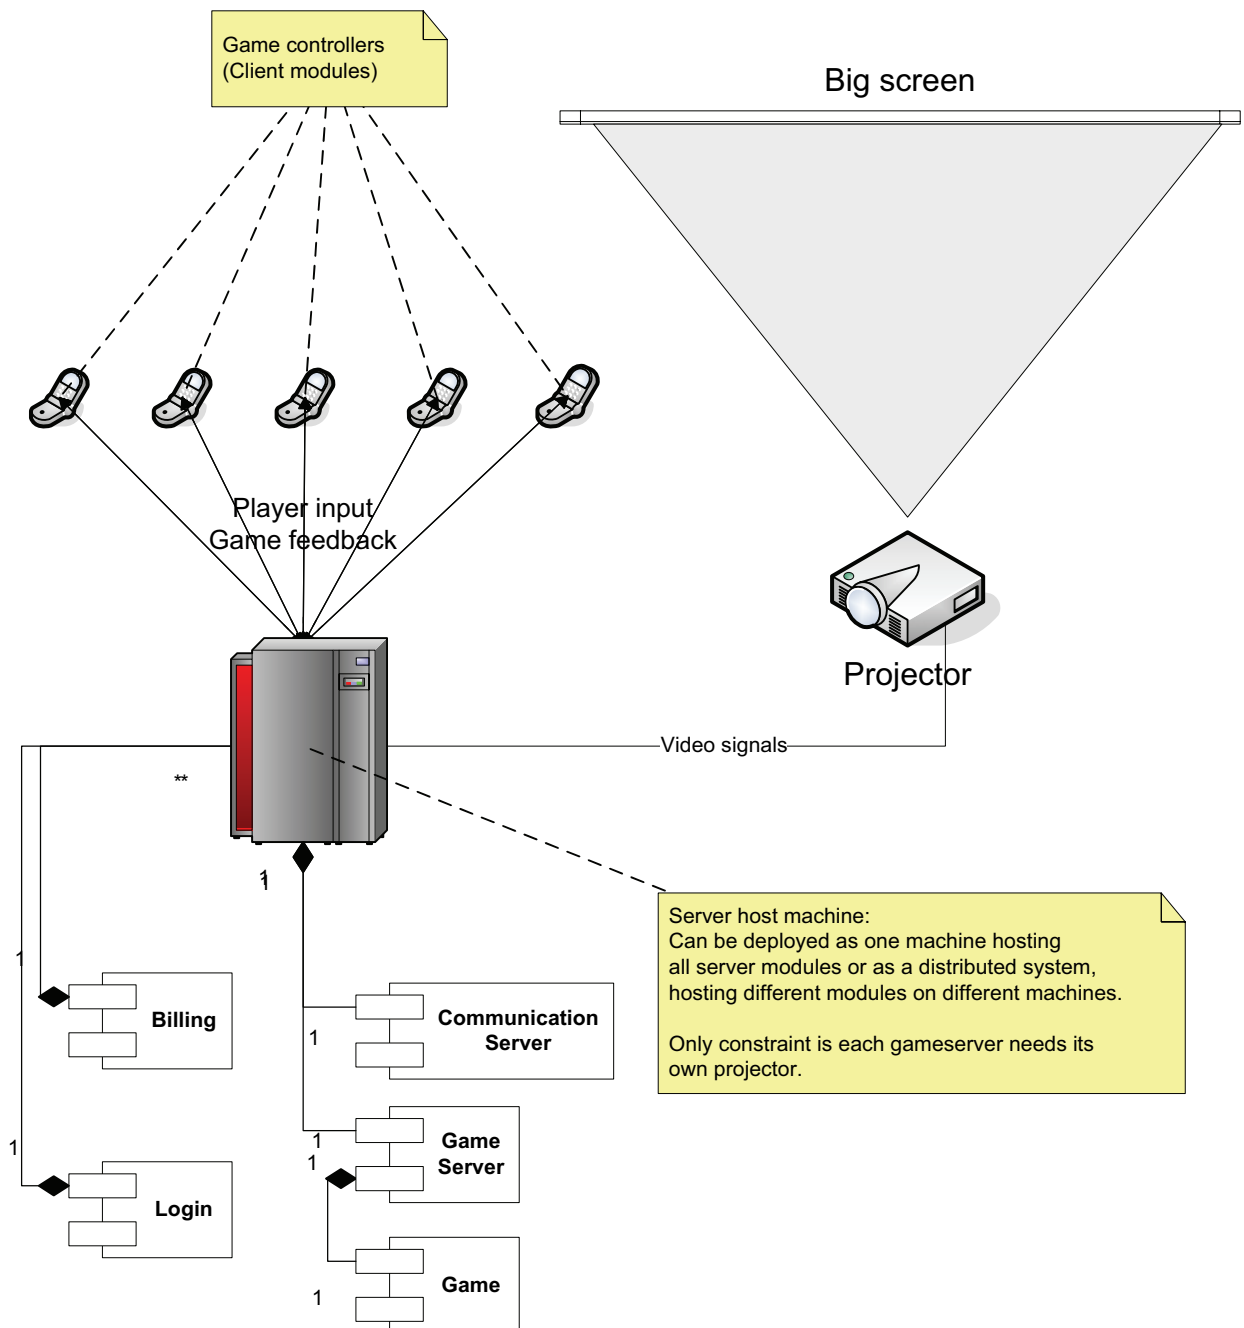 Game controllers
(Client modules)
Big screen
Player input
Game feedback
Projector
Video signals
**
1
1
Server host machine:
Can be deployed as one machine hosting
all server modules or as a distributed system,
hosting different modules on different machines.
Only constraint is each gameserver needs its
own projector.
1
Billing
Communication
Server
1
1
Game
Server
1
1
Login
Game
1